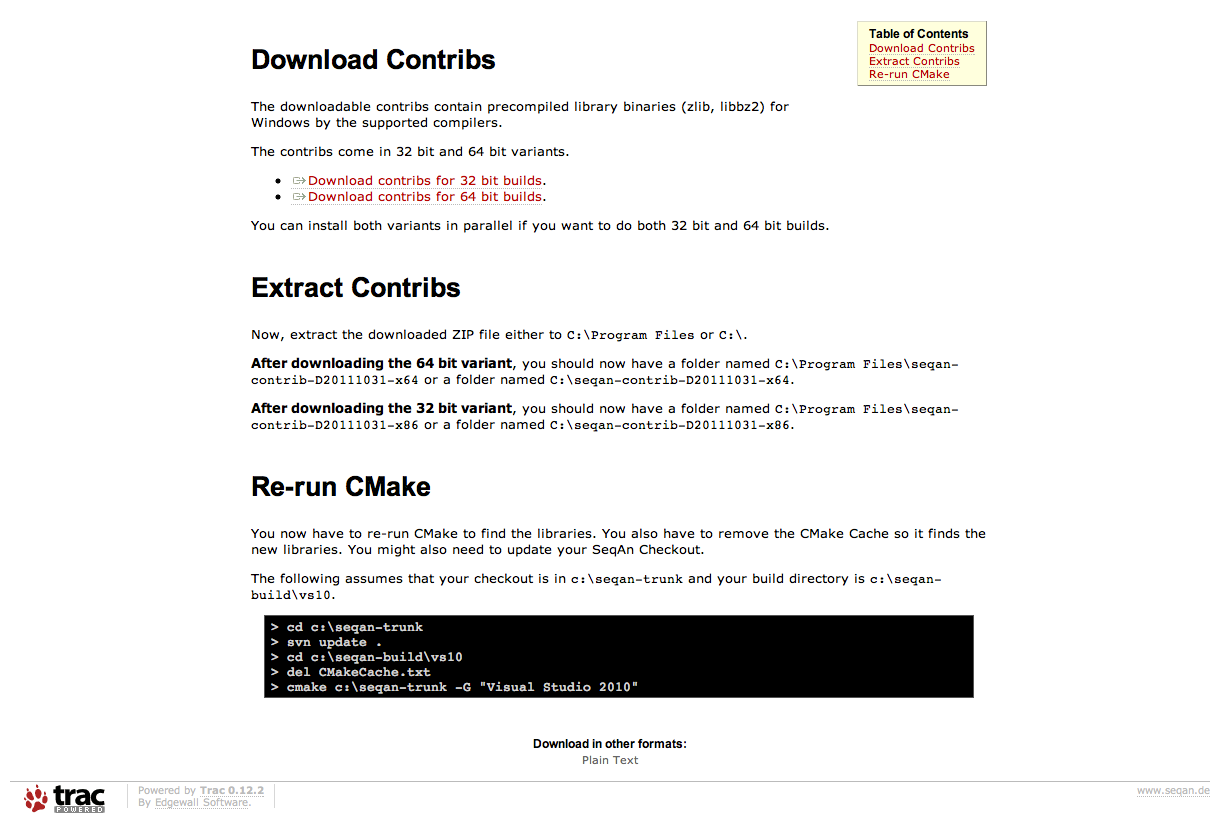 Table of Contents
Download Contribs
Extract Contribs
Re-run CMake
Download Contribs
The downloadable contribs contain precompiled library binaries (zlib, libbz2) for
Windows by the supported compilers.
The contribs come in 32 bit and 64 bit variants.
• Download contribs for 32 bit builds.
• Download contribs for 64 bit builds.
You can install both variants in parallel if you want to do both 32 bit and 64 bit builds.
Extract Contribs
Now, extract the downloaded ZIP file either to C:\Program Files or C:\.
After downloading the 64 bit variant, you should now have a folder named C:\Program Files\seqan-
contrib-D20111031-x64 or a folder named C:\seqan-contrib-D20111031-x64.
After downloading the 32 bit variant, you should now have a folder named C:\Program Files\seqan-
contrib-D20111031-x86 or a folder named C:\seqan-contrib-D20111031-x86.
Re-run CMake
You now have to re-run CMake to find the libraries. You also have to remove the CMake Cache so it finds the
new libraries. You might also need to update your SeqAn Checkout.
The following assumes that your checkout is in c:\seqan-trunk and your build directory is c:\seqan-
build\vs10.
> cd c:\seqan-trunk
> svn update .
> cd c:\seqan-build\vs10
> del CMakeCache.txt
> cmake c:\seqan-trunk -G "Visual Studio 2010"
Download in other formats:
Plain Text
trac
POWERED
Powered by Trac 0.12.2
By Edgewall Software.
www.seqan.de